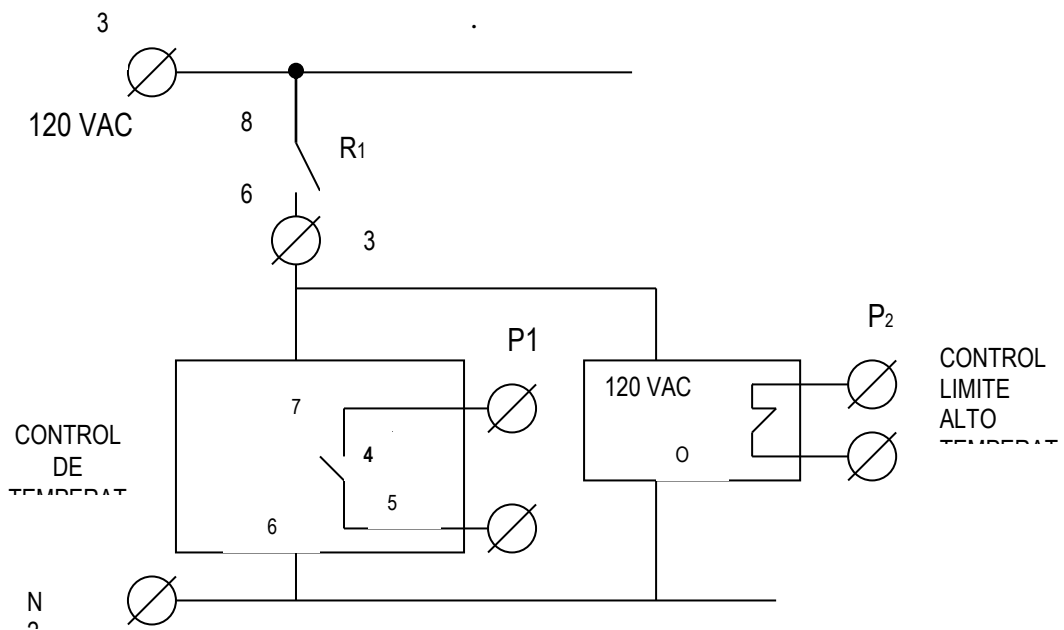 3
120 VAC
8
R1
6
3
P1
P2
CONTROL
LIMITE
ALTO
120 VAC
7
CONTROL
DE
4
O
5
6
N